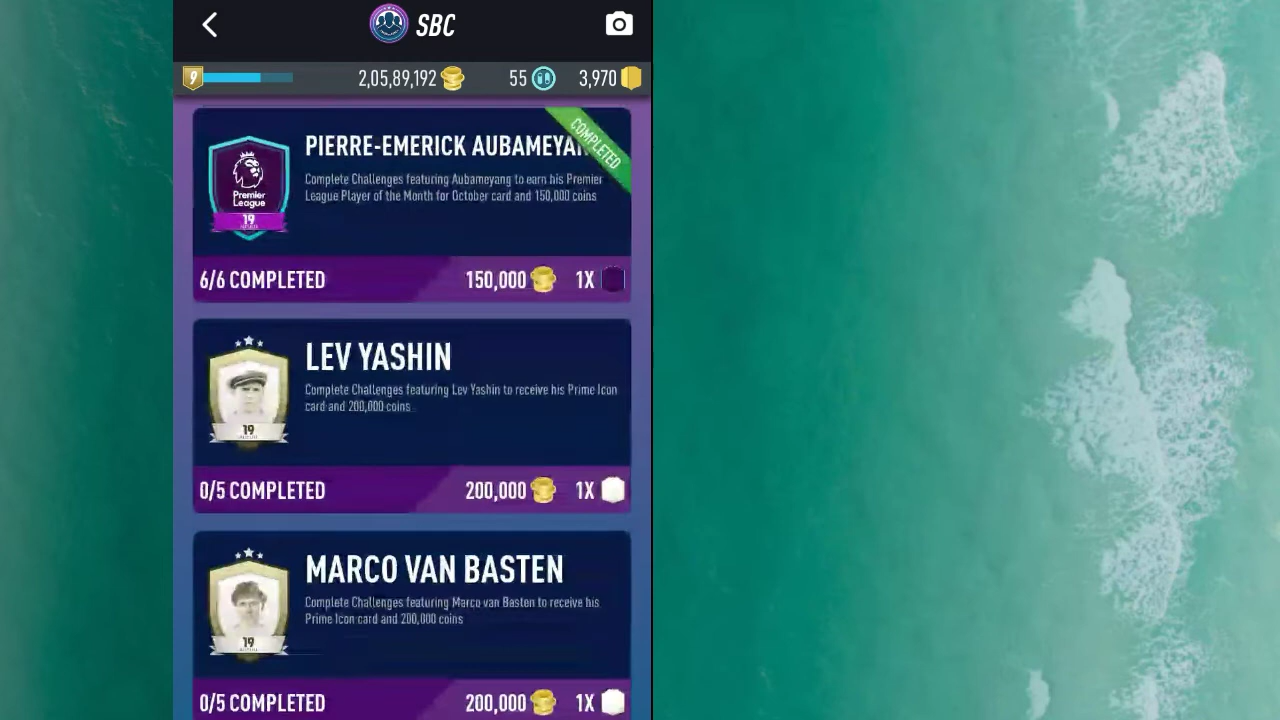 SBC
9
2,05,89,192
55
3,970
PIERRE-EMERICK AUBAMEYAN
COMPLETED
Complete Challenges featuring Aubameyang to earn his Premier
League Player of the Month for October card and 150,000 coins
Premier
League
19
6/6 COMPLETED
150,000
1X
LEV YASHIN
Complete Challenges featuring Lev Yashin to receive his Prime Icon
card and 200,000 coins
19
0/5 COMPLETED
200,000
1X
MARCO VAN BASTEN
Complete Challenges featuring Marco van Basten to receive his
Prime Icon card and 200,000 coins
19
0/5 COMPLETED
200,000
1X